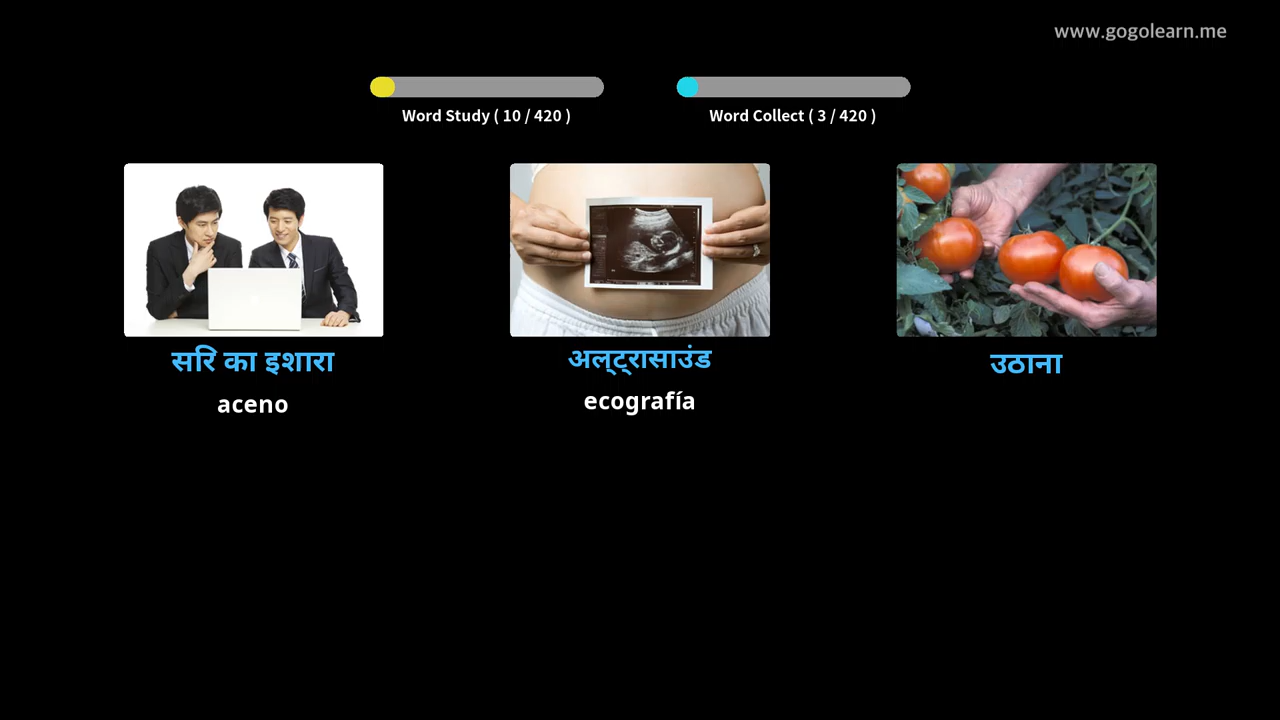 www.gogolearn.me
Word Study ( 10 / 420 )
Word Collect ( 3 / 420 )
सरि का इशारा
aceno
अल्ट्रासाउंड
ecografía
उठाना